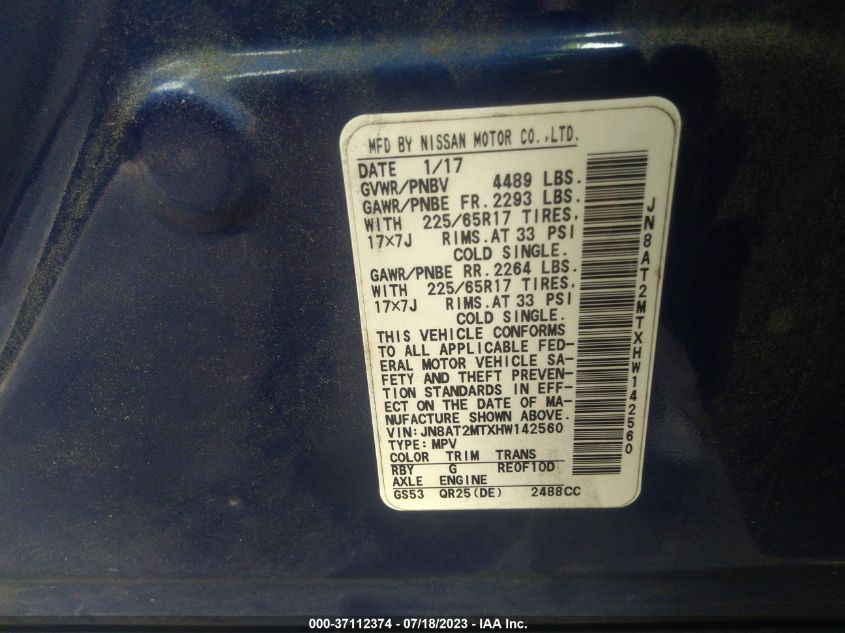 MFD BY NISSAN MOTOR CO.,LTD.
DATE 1/17
GVWR/PNBV 4489 LBS.
GAWR/PNBE FR. 2293 LBS.
WITH 225/65R17 TIRES,
17×7J RIMS.AT 33 PSI
COLD SINGLE.
GAWR/PNBE RR. 2264 LBS.
WITH 225/65R17 TIRES,
17×7J RIMS.AT 33 PSI
COLD SINGLE.
THIS VEHICLE CONFORMS
TO ALL APPLICABLE FED-
ERAL MOTOR VEHICLE SA-
FETY AND THEFT PREVEN-
TION STANDARDS IN EFF-
ECT ON THE DATE OF MA-
NUFACTURE SHOWN ABOVE.
VIN:JN8AT2MTXHW142560
TYPE:MPV
COLOR TRIM TRANS
RBY G RE0F10D
AXLE ENGINE
GS53 QR25(DE) 2488CC
JN8AT2MTXHW142560
000-37112374 - 07/18/2023 - IAA Inc.